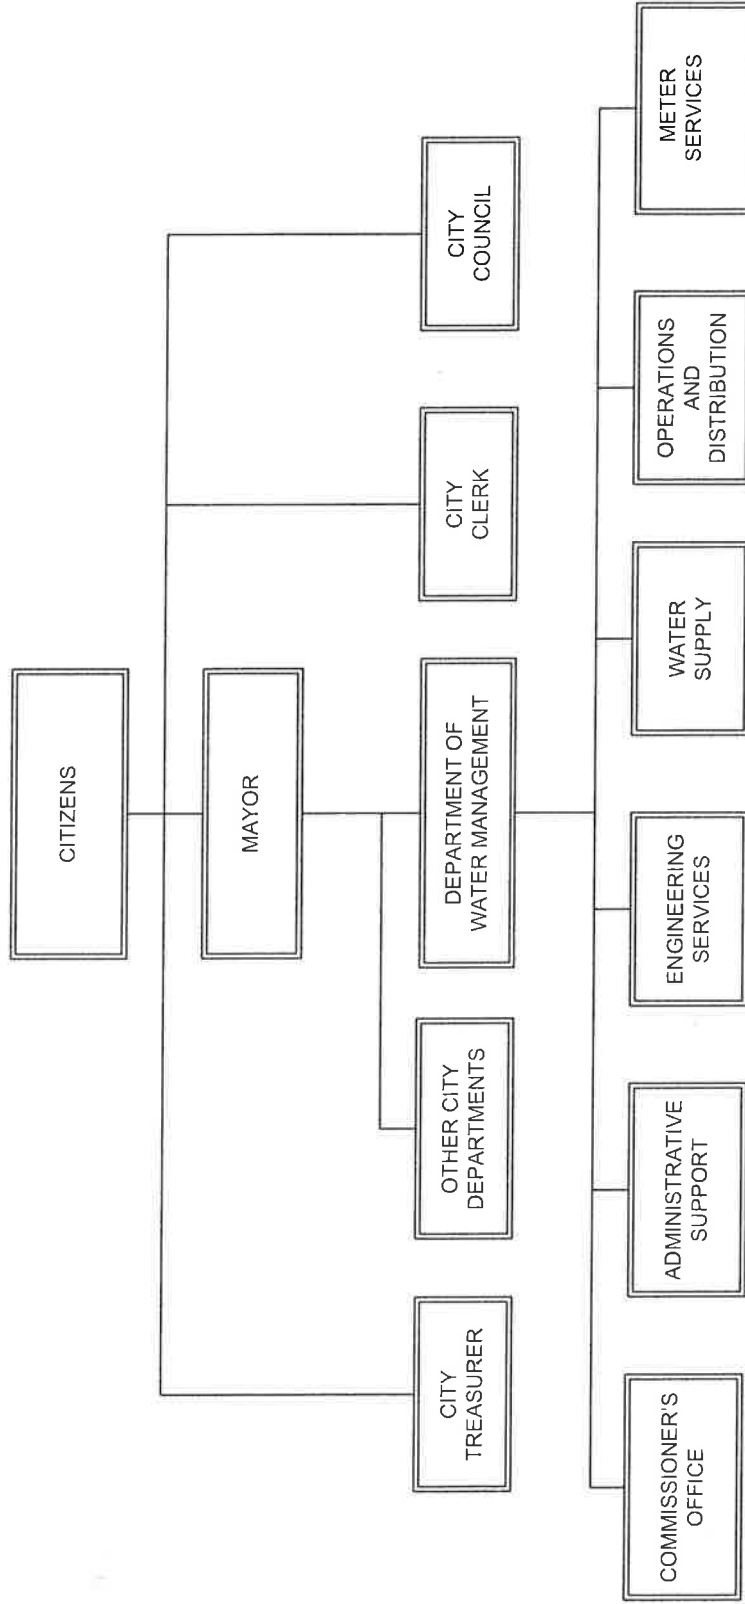 CITIZENS
MAYOR
CITY
TREASURER
OTHER CITY
DEPARTMENTS
DEPARTMENT OF
WATER MANAGEMENT
CITY
CLERK
CITY
COUNCIL
COMMISSIONER'S
OFFICE
ADMINISTRATIVE
SUPPORT
ENGINEERING
SERVICES
WATER
SUPPLY
OPERATIONS
AND
DISTRIBUTION
METER
SERVICES